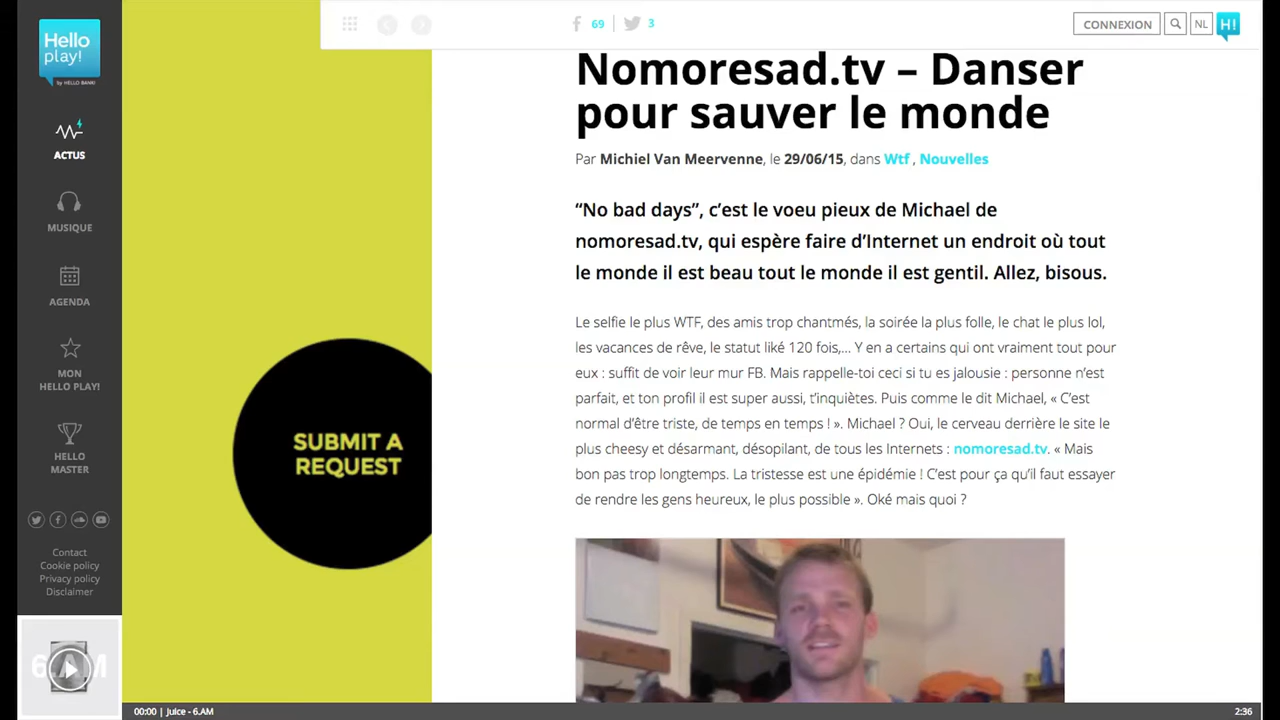 Hello
play!
by HELLO BANK!
ACTUS
MUSIQUE
AGENDA
MON
HELLO PLAY!
HELLO
MASTER
Contact
Cookie policy
Privacy policy
Disclaimer
6.AM
SUBMIT A
REQUEST
69
3
CONNEXION
NL
H!
Nomoresad.tv – Danser
pour sauver le monde
Par Michiel Van Meervenne, le 29/06/15, dans Wtf , Nouvelles
“No bad days”, c’est le voeu pieux de Michael de
nomoresad.tv, qui espère faire d’Internet un endroit où tout
le monde il est beau tout le monde il est gentil. Allez, bisous.
Le selfie le plus WTF, des amis trop chantmés, la soirée la plus folle, le chat le plus lol,
les vacances de rêve, le statut liké 120 fois,... Y en a certains qui ont vraiment tout pour
eux : suffit de voir leur mur FB. Mais rappelle-toi ceci si tu es jalousie : personne n’est
parfait, et ton profil il est super aussi, t’inquiètes. Puis comme le dit Michael, « C’est
normal d’être triste, de temps en temps ! ». Michael ? Oui, le cerveau derrière le site le
plus cheesy et désarmant, désopilant, de tous les Internets : nomoresad.tv. « Mais
bon pas trop longtemps. La tristesse est une épidémie ! C’est pour ça qu’il faut essayer
de rendre les gens heureux, le plus possible ». Oké mais quoi ?
00:00 | Juice - 6.AM
2:36